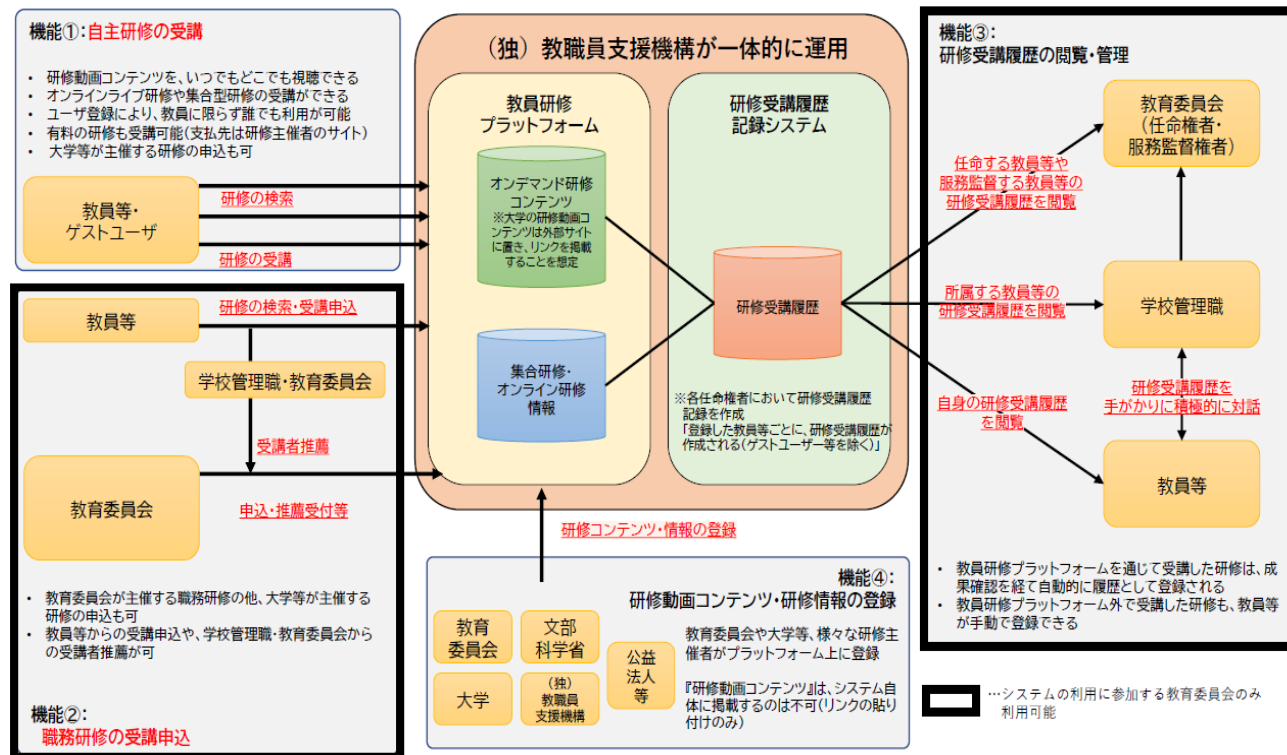 機能①:自主研修の受講
• 研修動画コンテンツを、いつでもどこでも視聴できる
• オンラインライブ研修や集合型研修の受講ができる
• ユーザ登録により、教員に限らず誰でも利用が可能
• 有料の研修も受講可能(支払先は研修主催者のサイト)
• 大学等が主催する研修の申込も可
教員等・
ゲストユーザ
研修の検索
研修の受講
教員等
研修の検索・受講申込
学校管理職・教育委員会
受講者推薦
教育委員会
申込・推薦受付等
• 教育委員会が主催する職務研修の他、大学等が主催する
研修の申込も可
• 教員等からの受講申込や、学校管理職・教育委員会から
の受講者推薦が可
機能②:
職務研修の受講申込
(独)教職員支援機構が一体的に運用
教員研修
プラットフォーム
オンデマンド研修
コンテンツ
※大学の研修動画コ
ンテンツは外部サイト
に置き、リンクを掲載
することを想定
集合研修・
オンライン研修
情報
研修受講履歴
記録システム
研修受講履歴
※各任命権者において研修受講履歴
記録を作成
「登録した教員等ごとに、研修受講履歴が
作成される(ゲストユーザー等を除く)」
研修コンテンツ・情報の登録
機能④:
研修動画コンテンツ・研修情報の登録
教育
委員会
文部
科学省
公益
法人
等
大学
(独)
教職員
支援機構
教育委員会や大学等、様々な研修主
催者がプラットフォーム上に登録
『研修動画コンテンツ』は、システム自
体に掲載するのは不可(リンクの貼り
付けのみ)
機能③:
研修受講履歴の閲覧・管理
教育委員会
(任命権者・
服務監督権者)
任命する教員等や
服務監督する教員等の
研修受講履歴を閲覧
所属する教員等の
研修受講履歴を閲覧
学校管理職
自身の研修受講履歴
を閲覧
研修受講履歴を
手がかりに積極的に対話
教員等
• 教員研修プラットフォームを通じて受講した研修は、成
果確認を経て自動的に履歴として登録される
• 教員研修プラットフォーム外で受講した研修も、教員等
が手動で登録できる
…システムの利用に参加する教育委員会のみ
利用可能